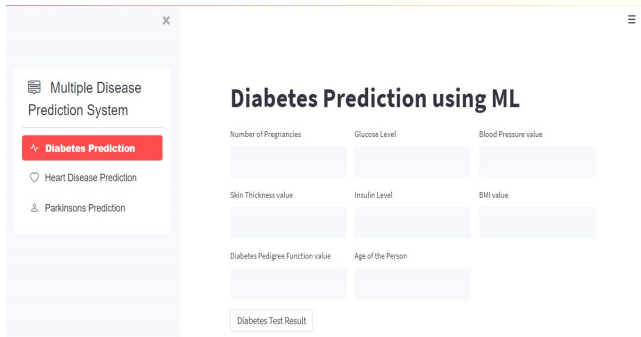 Multiple Disease
Prediction System
Diabetes Prediction
Heart Disease Prediction
Parkinsons Prediction
Diabetes Prediction using ML
Number of Pregnancies
Glucose Level
Blood Pressure value
Skin Thickness value
Insulin Level
BMI value
Diabetes Pedigree Function value
Age of the Person
Diabetes Test Result